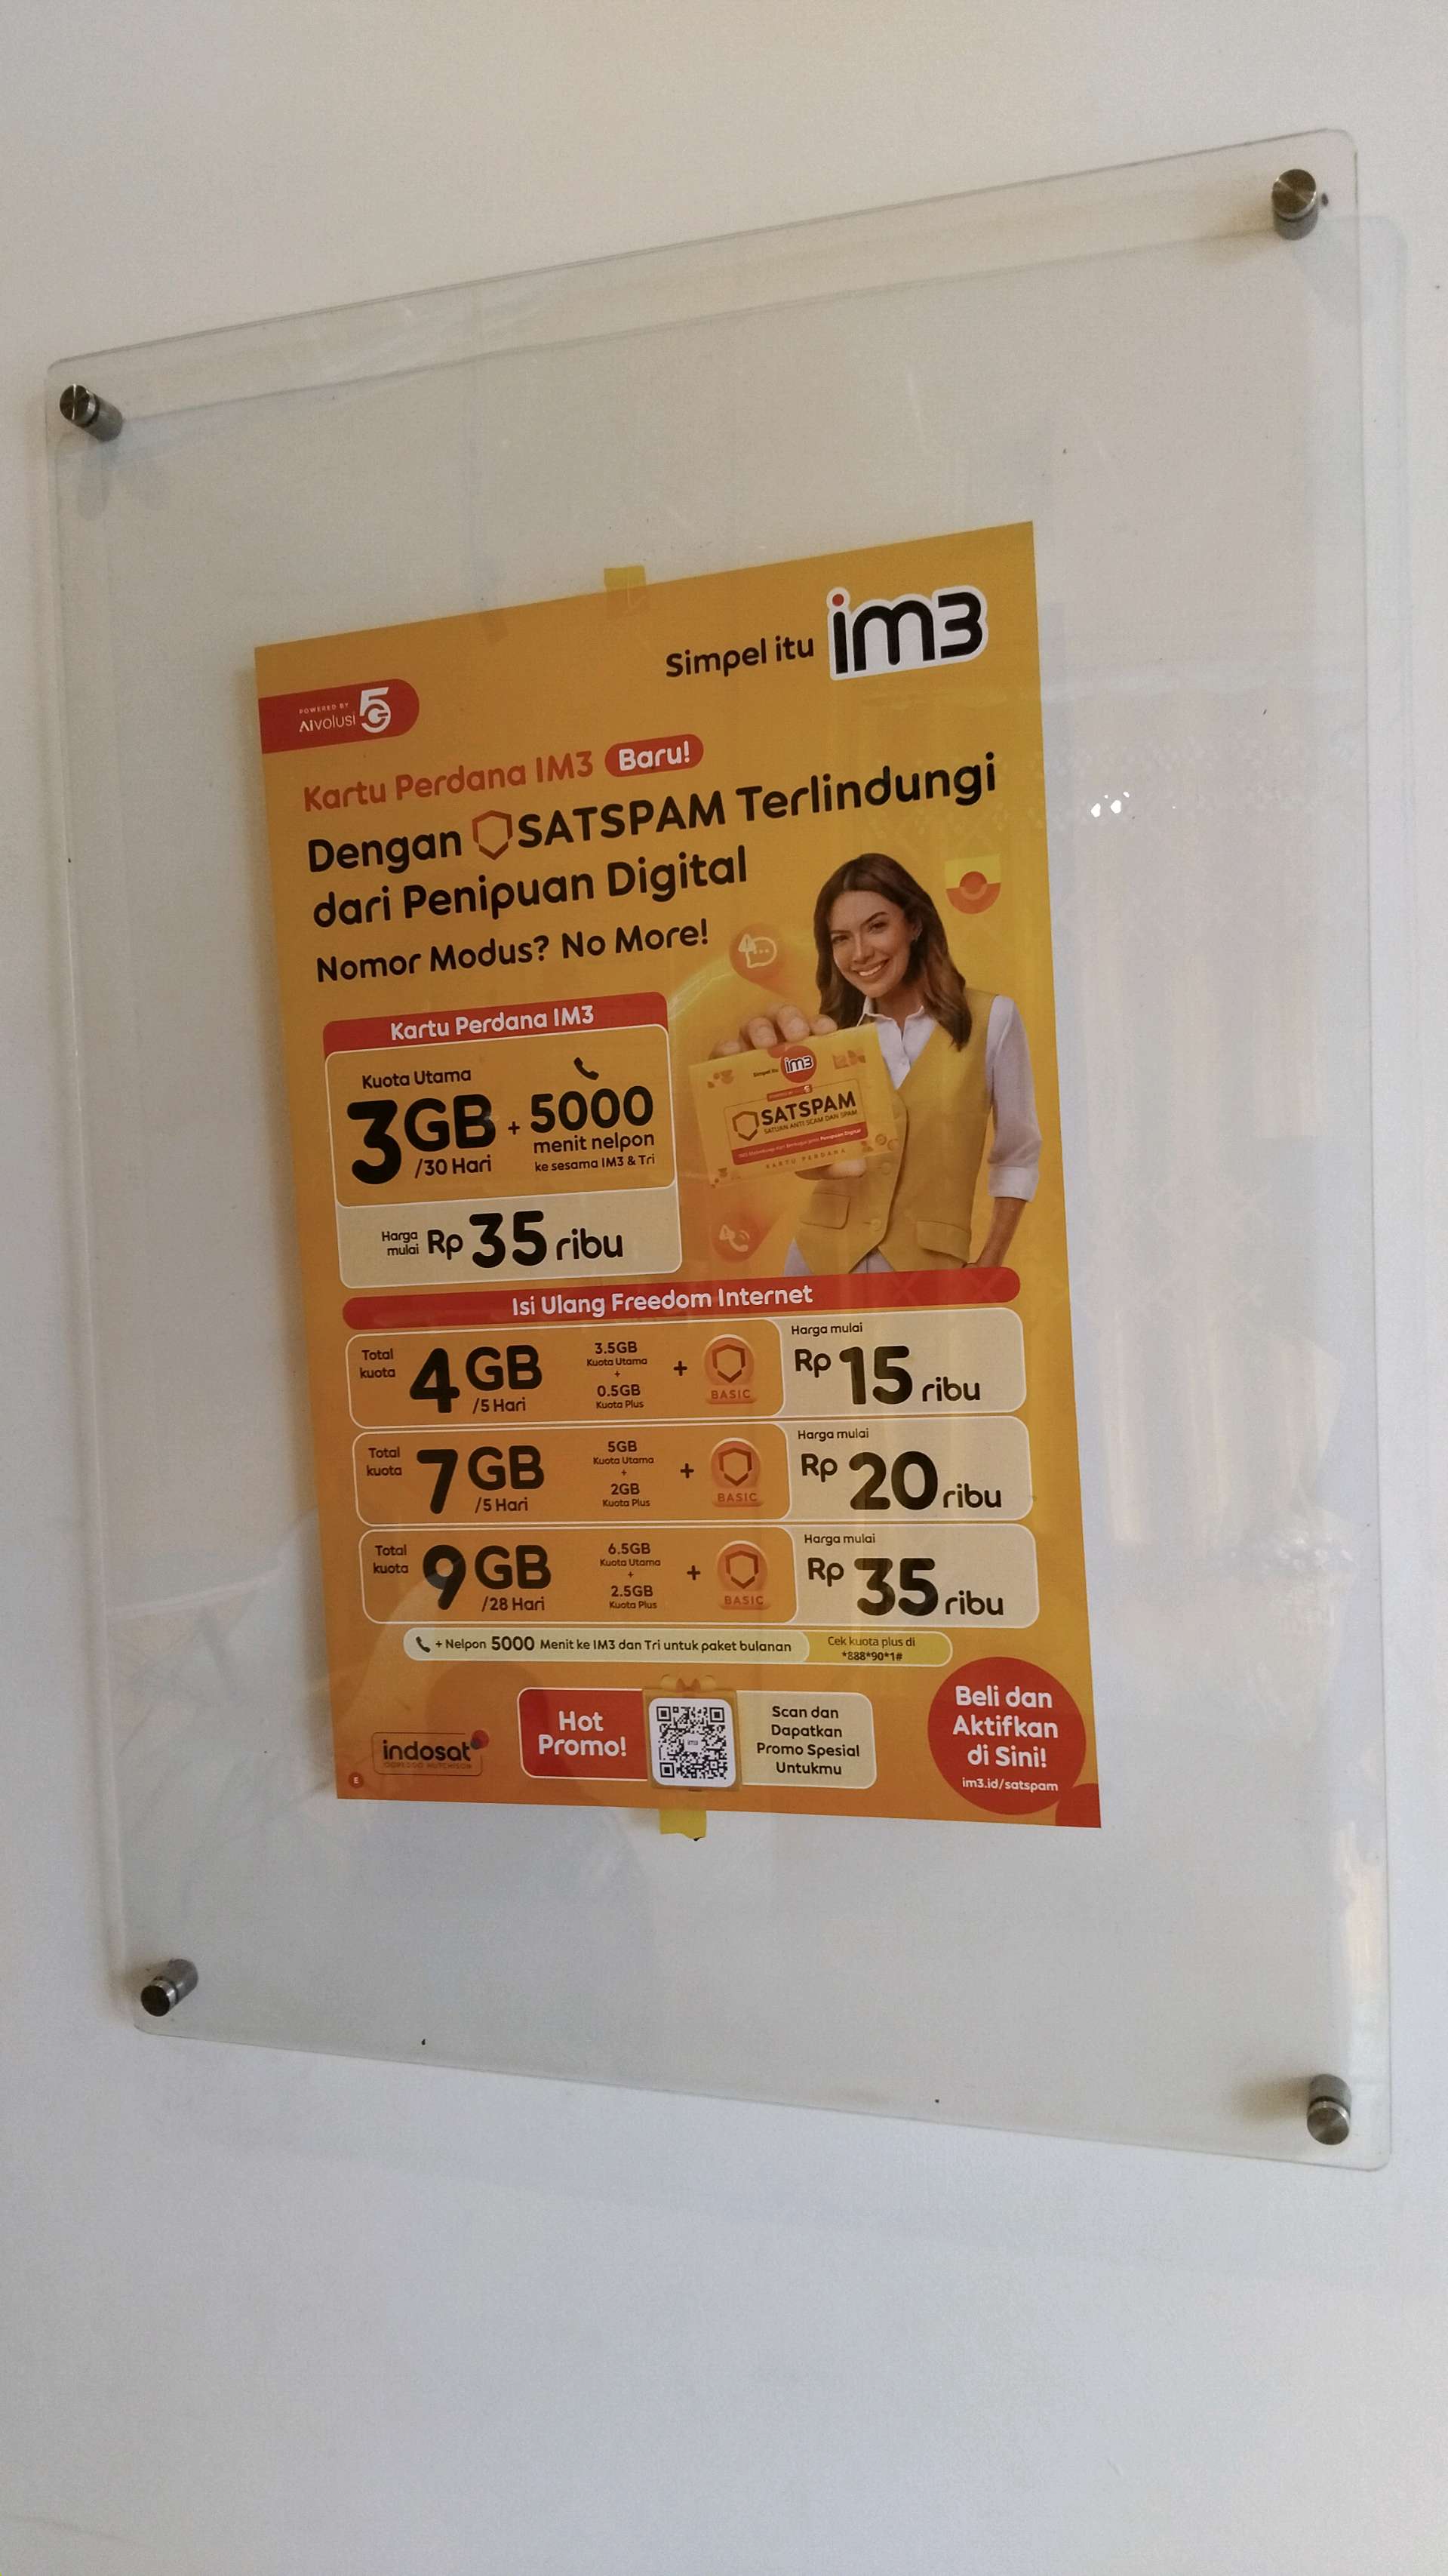 Simpel itu im3
POWERED BY
AIvolusi 5G
Kartu Perdana IM3 Baru!
Dengan SATSPAM Terlindungi
dari Penipuan Digital
Nomor Modus? No More!
Kartu Perdana IM3
Kuota Utama
3GB /30 Hari + 5000 menit nelpon
ke sesama IM3 & Tri
Harga mulai Rp 35 ribu
Simpel itu im3
SATSPAM
SATUAN ANTI SCAM DAN SPAM
KARTU PERDANA
Isi Ulang Freedom Internet
Total kuota 4GB /5 Hari
3.5GB
Kuota Utama
+
0.5GB
Kuota Plus
+ BASIC
Harga mulai
Rp 15 ribu
Total kuota 7GB /5 Hari
5GB
Kuota Utama
+
2GB
Kuota Plus
+ BASIC
Harga mulai
Rp 20 ribu
Total kuota 9GB /28 Hari
6.5GB
Kuota Utama
+
2.5GB
Kuota Plus
+ BASIC
Harga mulai
Rp 35 ribu
+ Nelpon 5000 Menit ke IM3 dan Tri untuk paket bulanan
Cek kuota plus di
*888*90*1#
indosat
OOREDOO HUTCHISON
E
Hot
Promo!
im3
Scan dan
Dapatkan
Promo Spesial
Untukmu
Beli dan
Aktifkan
di Sini!
im3.id/satspam